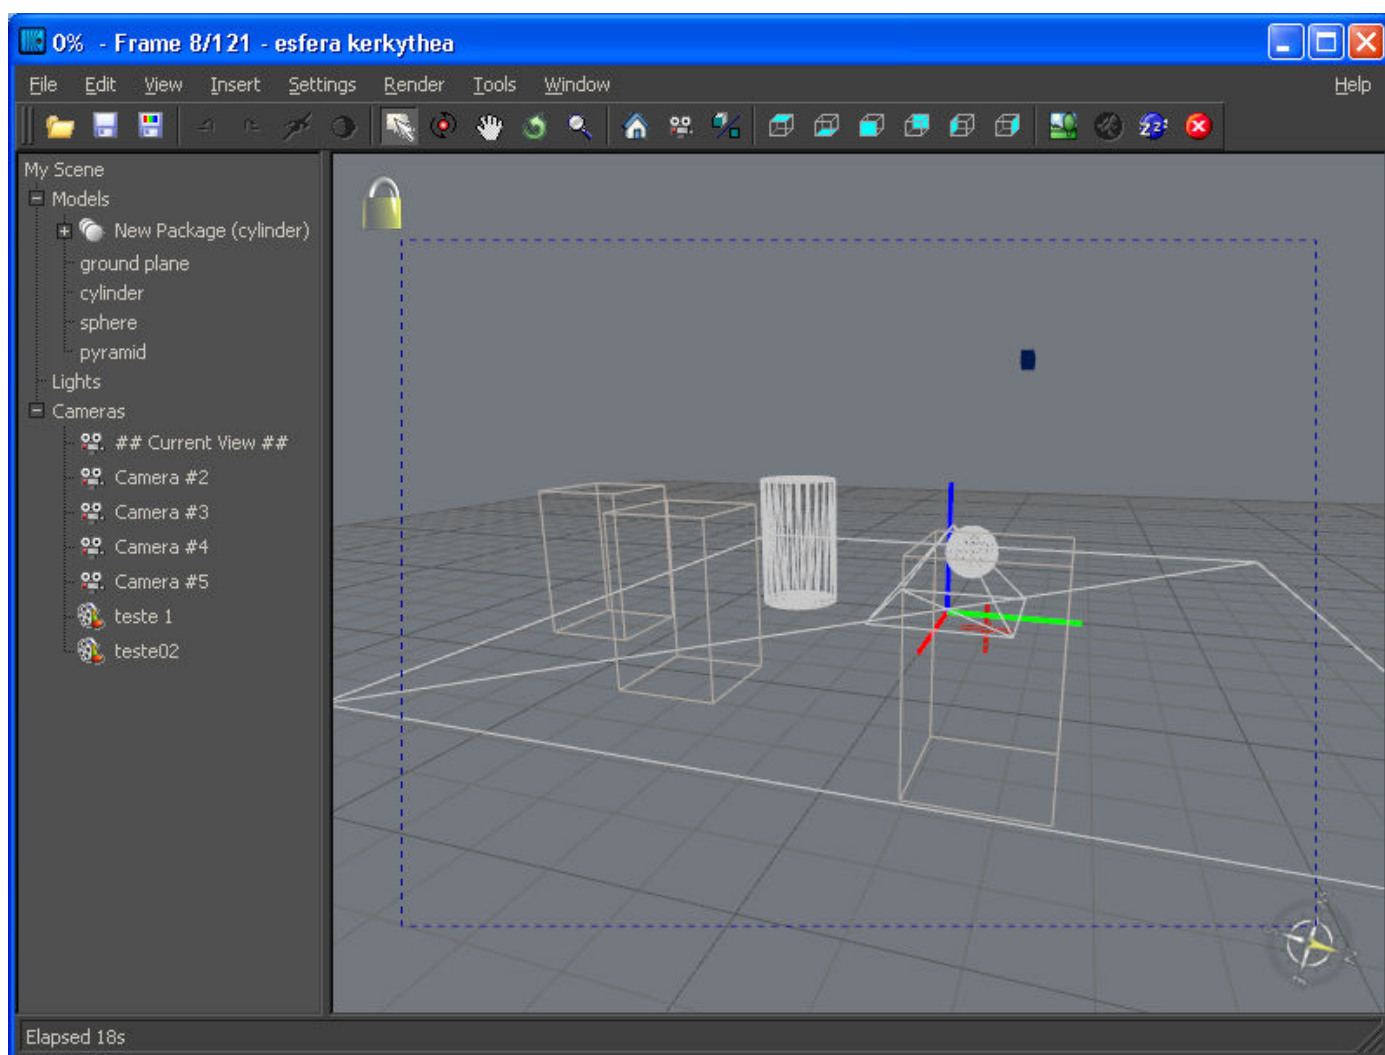 0% - Frame 8/121 - esfera kerkythea
File Edit View Insert Settings Render Tools Window Help
My Scene
Models
New Package (cylinder)
ground plane
cylinder
sphere
pyramid
Lights
Cameras
## Current View ##
Camera #2
Camera #3
Camera #4
Camera #5
teste 1
teste02
Elapsed 18s